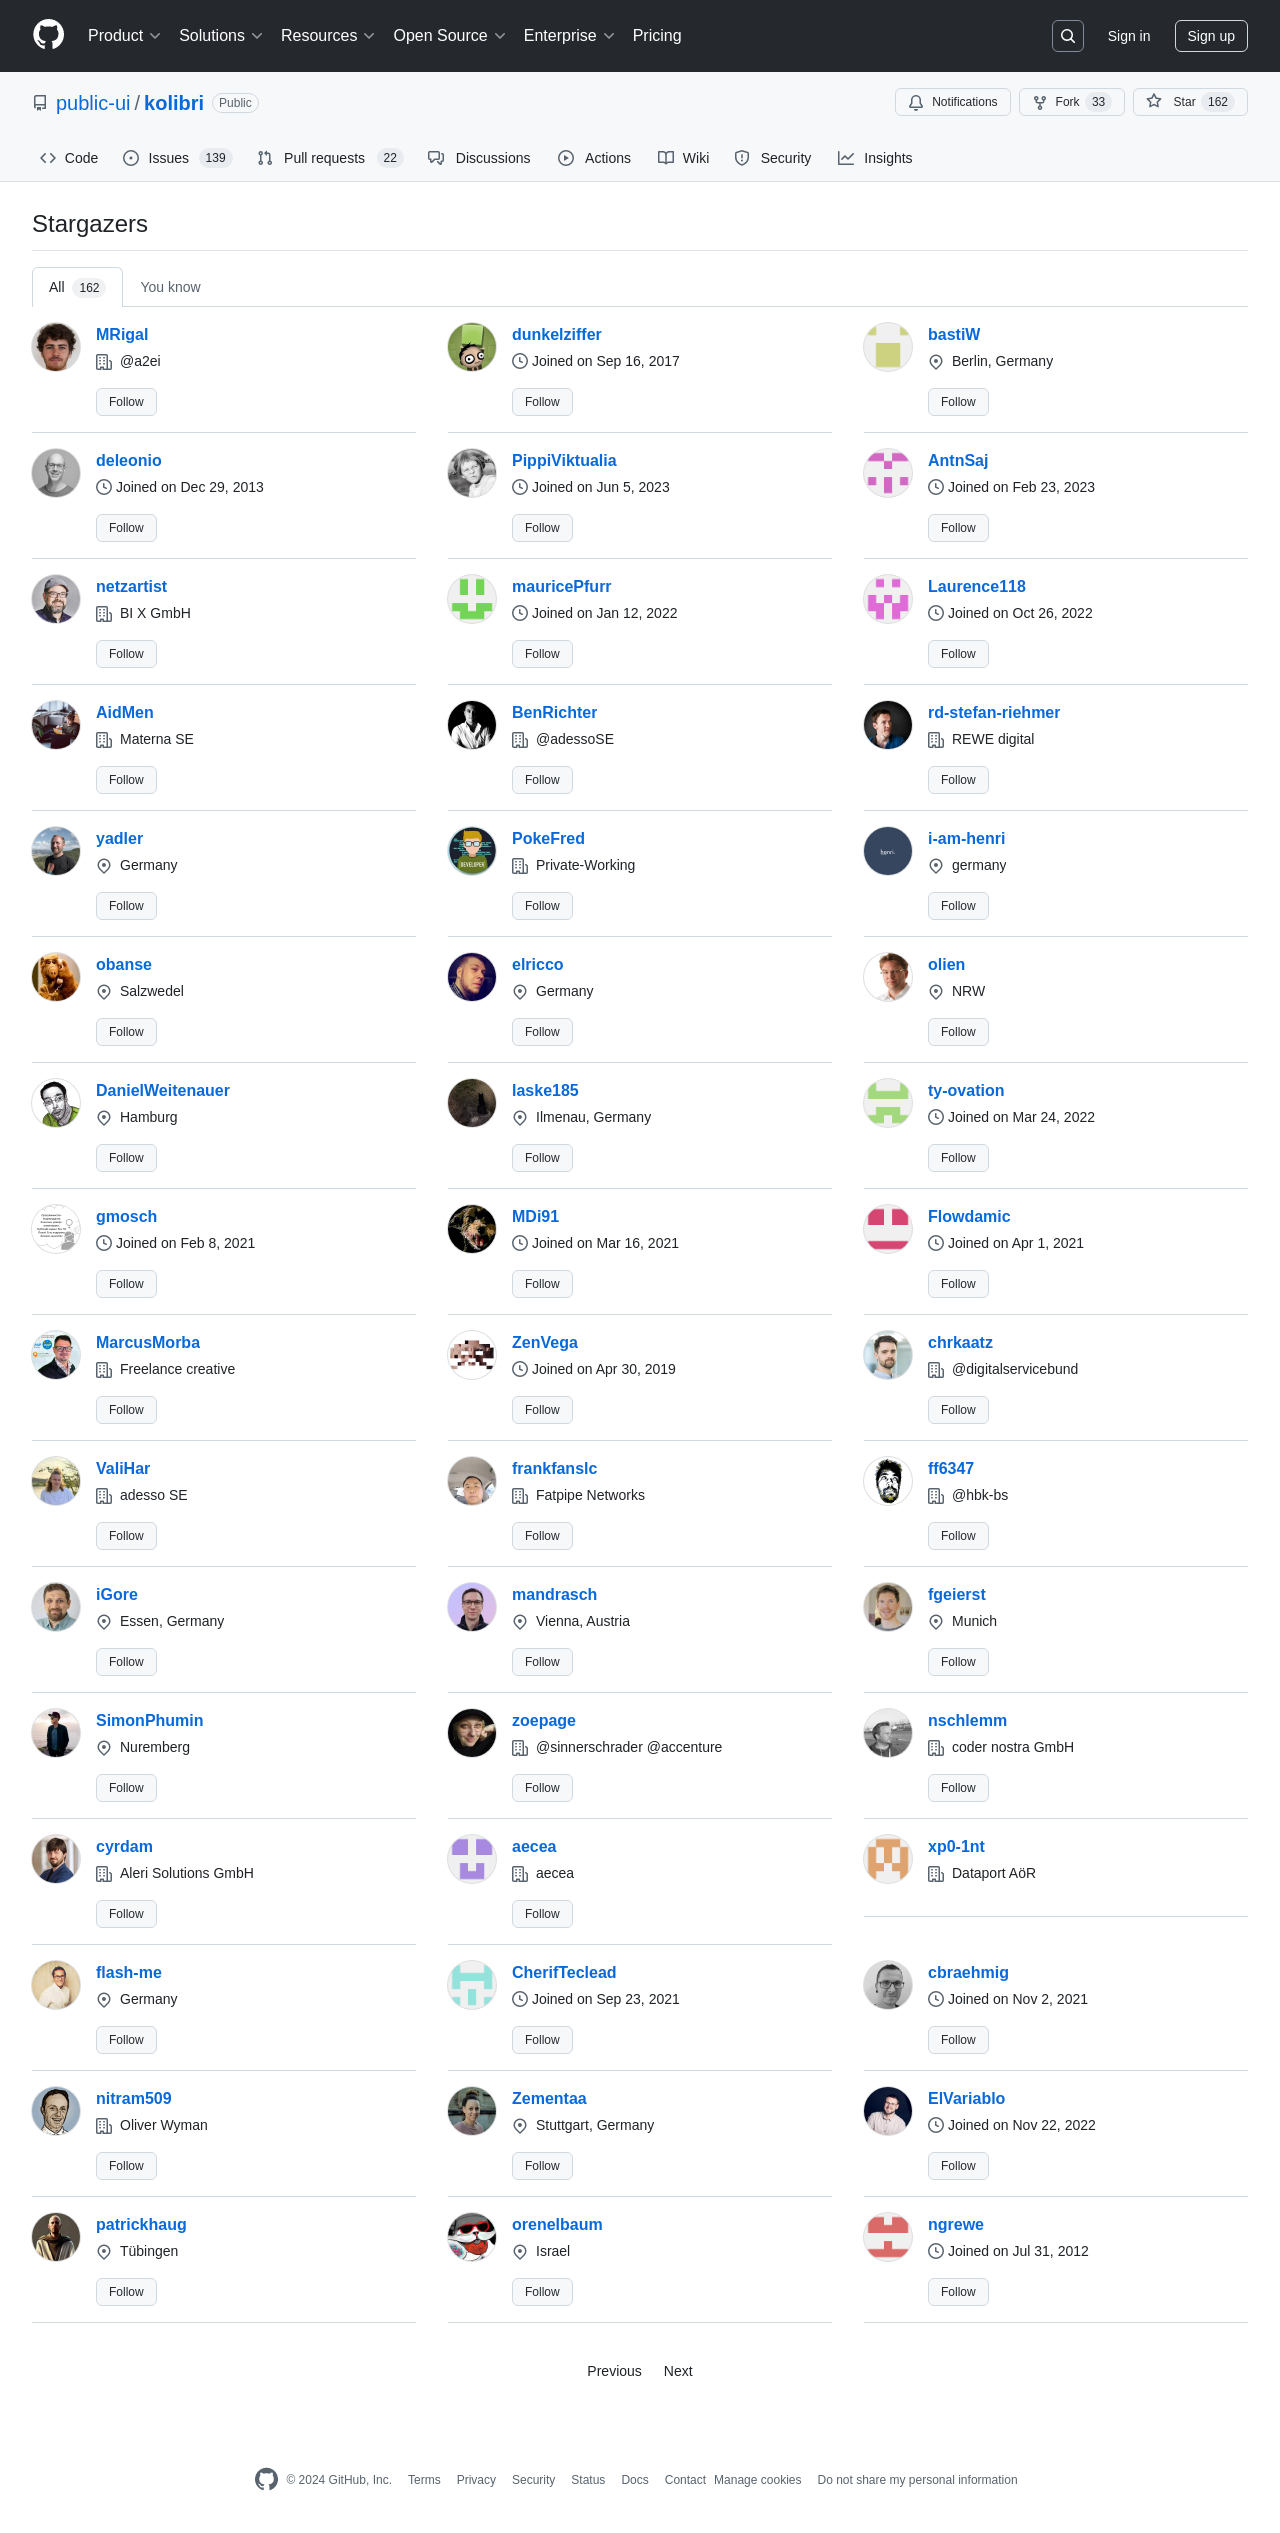 Product Solutions Resources Open Source Enterprise Pricing Sign in Sign up
public-ui / kolibri Public Notifications Fork 33 Star 162
Code Issues 139 Pull requests 22 Discussions Actions Wiki Security Insights
Stargazers
All 162 You know
MRigal dunkelziffer bastiW
@a2ei Joined on Sep 16, 2017 Berlin, Germany
Follow Follow Follow
deleonio PippiViktualia AntnSaj
Joined on Dec 29, 2013 Joined on Jun 5, 2023 Joined on Feb 23, 2023
Follow Follow Follow
netzartist mauricePfurr Laurence118
BI X GmbH Joined on Jan 12, 2022 Joined on Oct 26, 2022
Follow Follow Follow
AidMen BenRichter rd-stefan-riehmer
Materna SE @adessoSE REWE digital
Follow Follow Follow
yadler PokeFred i-am-henri
Germany Private-Working germany
Follow Follow Follow
obanse elricco olien
Salzwedel Germany NRW
Follow Follow Follow
DanielWeitenauer laske185 ty-ovation
Hamburg Ilmenau, Germany Joined on Mar 24, 2022
Follow Follow Follow
gmosch MDi91 Flowdamic
Joined on Feb 8, 2021 Joined on Mar 16, 2021 Joined on Apr 1, 2021
Follow Follow Follow
MarcusMorba ZenVega chrkaatz
Freelance creative Joined on Apr 30, 2019 @digitalservicebund
Follow Follow Follow
ValiHar frankfanslc ff6347
adesso SE Fatpipe Networks @hbk-bs
Follow Follow Follow
iGore mandrasch fgeierst
Essen, Germany Vienna, Austria Munich
Follow Follow Follow
SimonPhumin zoepage nschlemm
Nuremberg @sinnerschrader @accenture coder nostra GmbH
Follow Follow Follow
cyrdam aecea xp0-1nt
Aleri Solutions GmbH aecea Dataport AöR
Follow Follow
flash-me CherifTeclead cbraehmig
Germany Joined on Sep 23, 2021 Joined on Nov 2, 2021
Follow Follow Follow
nitram509 Zementaa ElVariablo
Oliver Wyman Stuttgart, Germany Joined on Nov 22, 2022
Follow Follow Follow
patrickhaug orenelbaum ngrewe
Tübingen Israel Joined on Jul 31, 2012
Follow Follow Follow
Previous Next
© 2024 GitHub, Inc. Terms Privacy Security Status Docs Contact Manage cookies Do not share my personal information